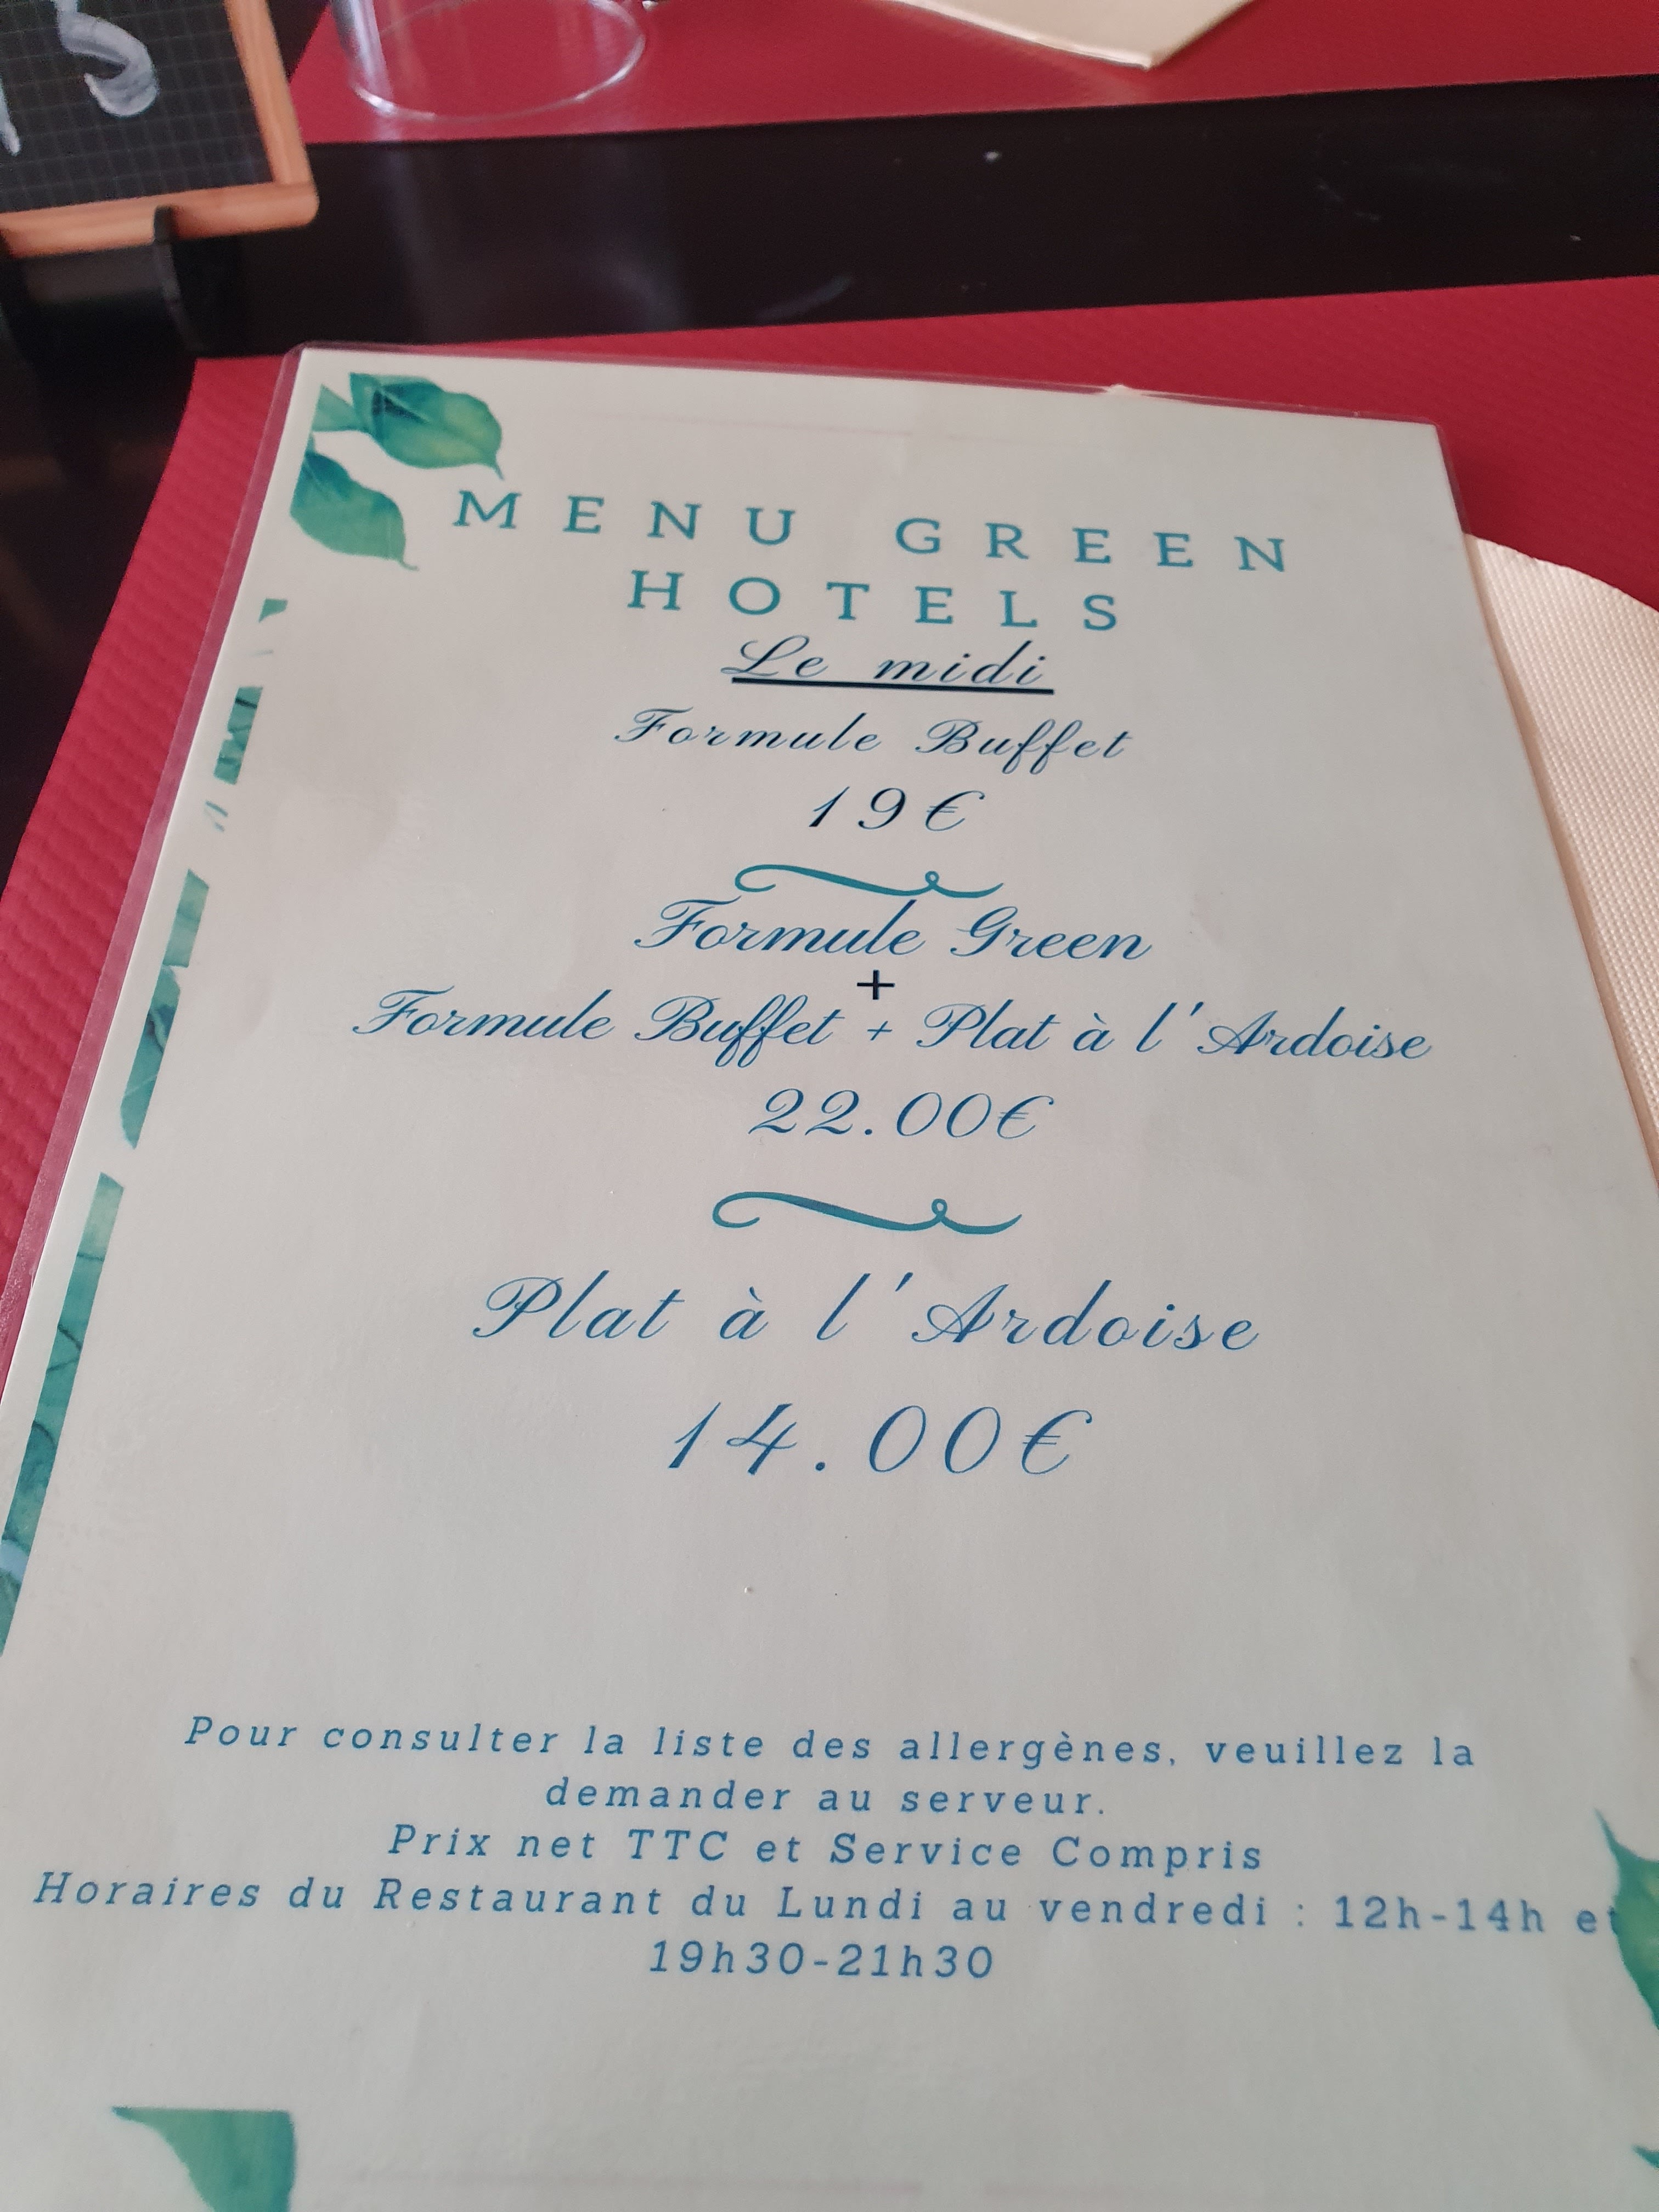 MENU GREEN
HOTELS
Le midi
Formule Buffet
19€
Formule Green
+
Formule Buffet + Plat à l'Ardoise
22.00€
Plat à l'Ardoise
14.00€
Pour consulter la liste des allergènes, veuillez la
demander au serveur.
Prix net TTC et Service Compris
Horaires du Restaurant du Lundi au vendredi : 12h-14h et
19h30-21h30